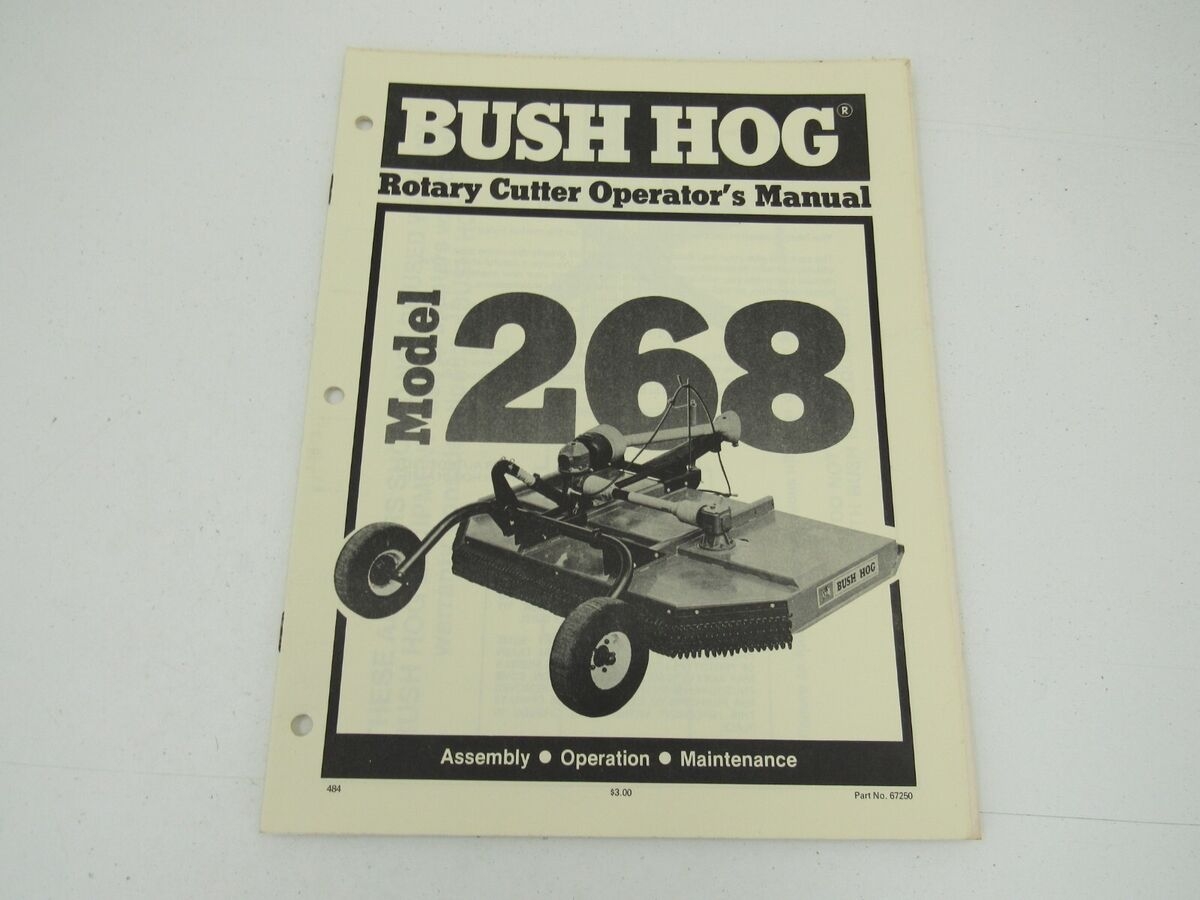 BUSH HOG®
Rotary Cutter Operator's Manual
Model 268
BUSH HOG
Assembly ● Operation ● Maintenance
484 $3.00 Part No. 67250